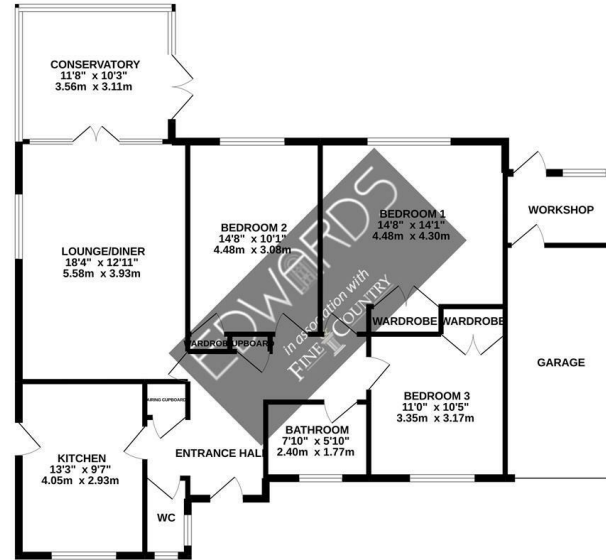 CONSERVATORY
11'8" x 10'3"
3.56m x 3.11m
LOUNGE/DINER
18'4" x 12'11"
5.58m x 3.93m
BEDROOM 2
14'8" x 10'1"
4.48m x 3.08m
BEDROOM 1
14'8" x 14'1"
4.48m x 4.30m
WORKSHOP
EDWARDS
in association with
FINE COUNTRY
WARDROBE
CUPBOARD
WARDROBE
WARDROBE
GARAGE
AIRING CUPBOARD
BEDROOM 3
11'0" x 10'5"
3.35m x 3.17m
BATHROOM
7'10" x 5'10"
2.40m x 1.77m
KITCHEN
13'3" x 9'7"
4.05m x 2.93m
ENTRANCE HALL
WC